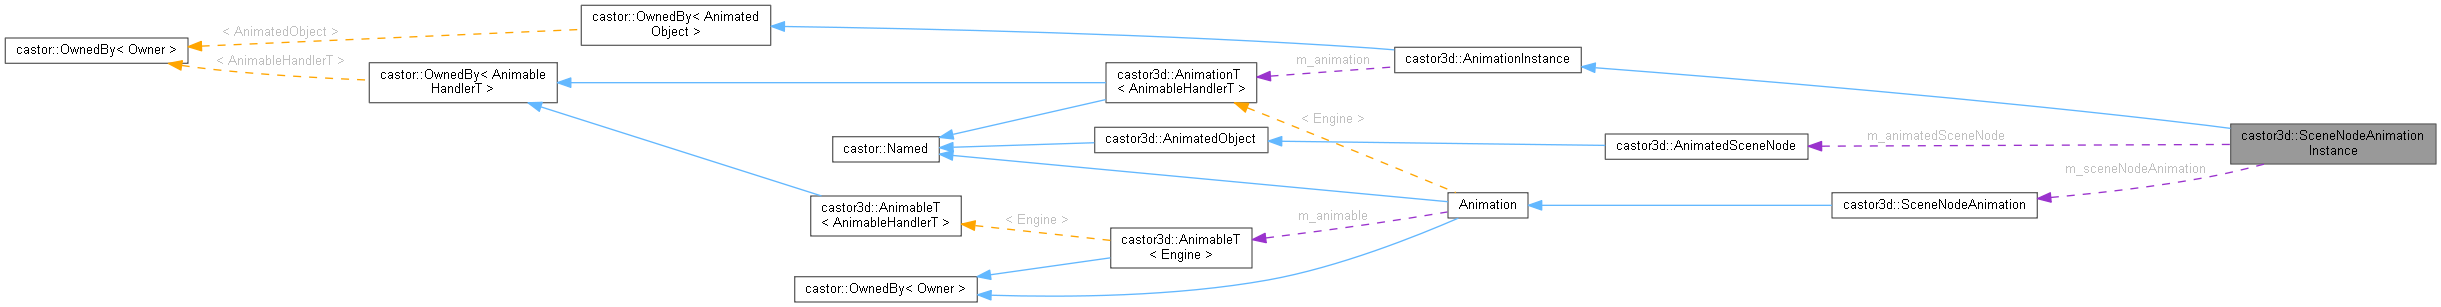 castor::OwnedBy< Owner >
< AnimatedObject >
< AnimableHandlerT >
castor::OwnedBy< Animated
Object >
castor::OwnedBy< Animable
HandlerT >
castor3d::AnimationT
< AnimableHandlerT >
m_animation
castor3d::AnimationInstance
castor::Named
castor3d::AnimatedObject
< Engine >
castor3d::AnimatedSceneNode
m_animatedSceneNode
castor3d::SceneNodeAnimation
Instance
m_sceneNodeAnimation
castor3d::AnimableT
< AnimableHandlerT >
< Engine >
castor3d::AnimableT
< Engine >
m_animable
Animation
castor3d::SceneNodeAnimation
castor::OwnedBy< Owner >